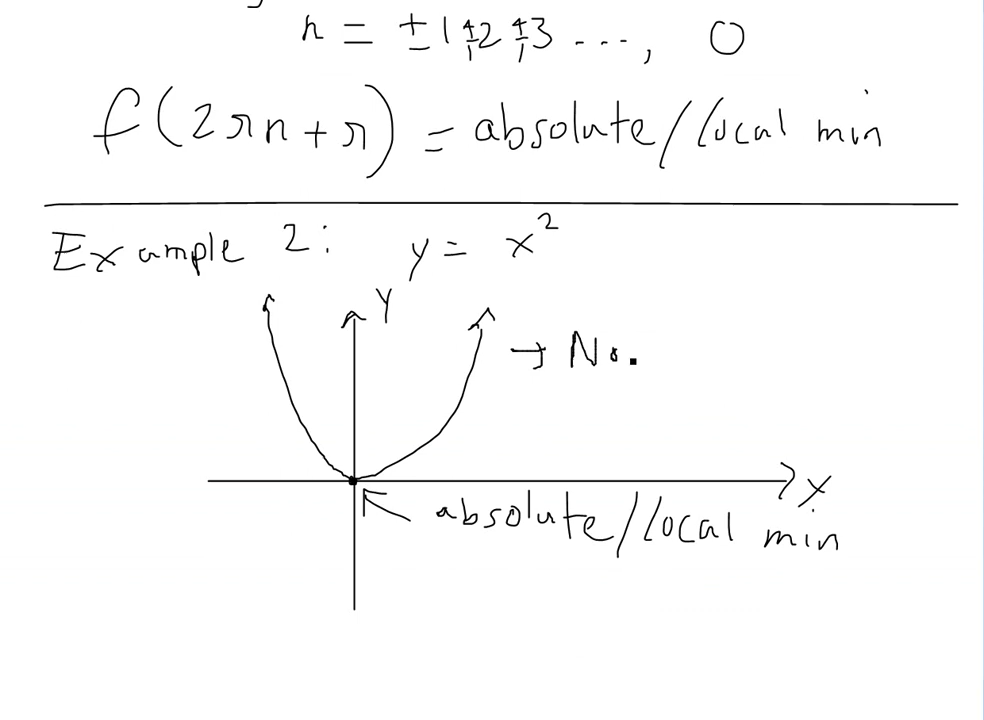 n = ±1, ±2, ±3 ..., 0
f(2πn + π) = absolute/local min
Example 2: y = x²
Y
→ No.
x
absolute/local min